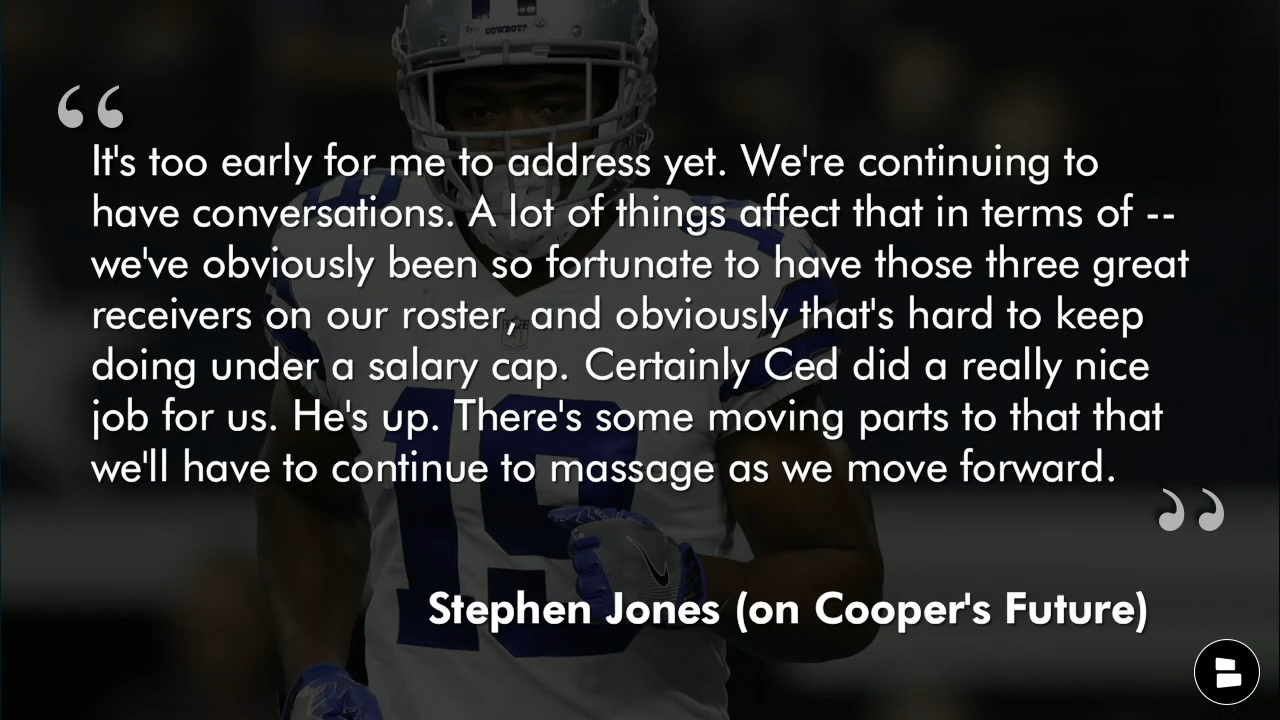 COWBOYS
“
It's too early for me to address yet. We're continuing to
have conversations. A lot of things affect that in terms of --
we've obviously been so fortunate to have those three great
receivers on our roster, and obviously that's hard to keep
doing under a salary cap. Certainly Ced did a really nice
job for us. He's up. There's some moving parts to that that
we'll have to continue to massage as we move forward.
”
19
Stephen Jones (on Cooper's Future)